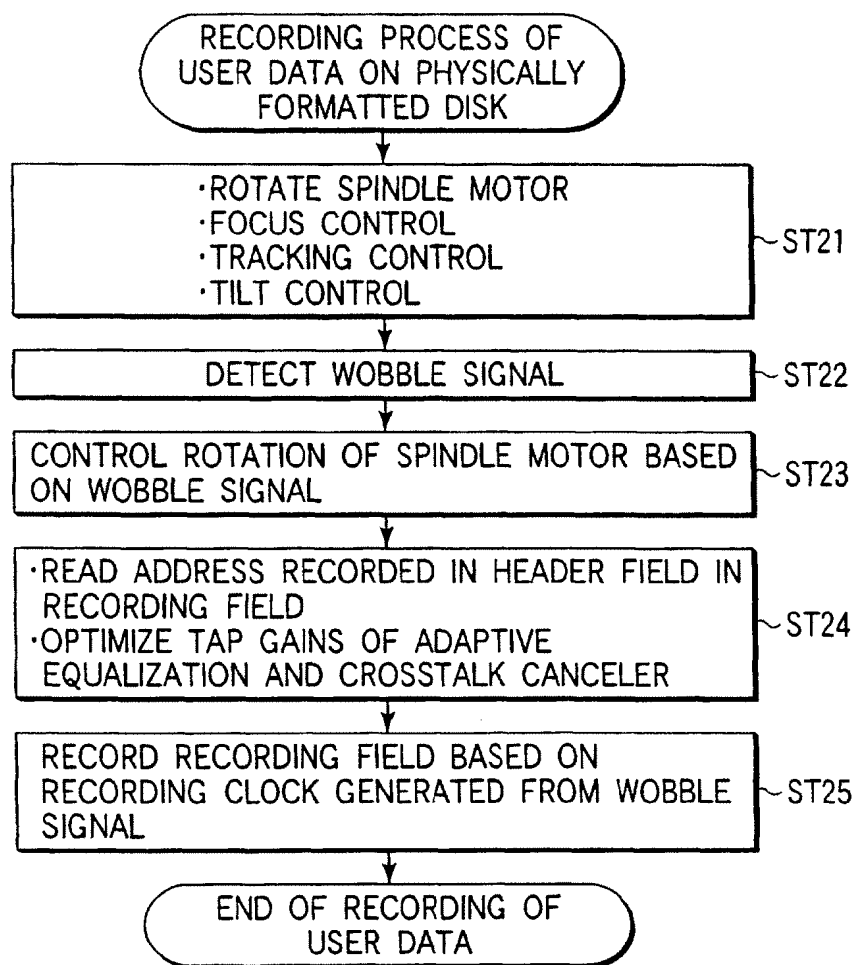 RECORDING PROCESS OF
USER DATA ON PHYSICALLY
FORMATTED DISK
·ROTATE SPINDLE MOTOR
·FOCUS CONTROL
·TRACKING CONTROL
·TILT CONTROL
ST21
DETECT WOBBLE SIGNAL
ST22
CONTROL ROTATION OF SPINDLE MOTOR BASED
ON WOBBLE SIGNAL
ST23
·READ ADDRESS RECORDED IN HEADER FIELD IN
RECORDING FIELD
·OPTIMIZE TAP GAINS OF ADAPTIVE
EQUALIZATION AND CROSSTALK CANCELER
ST24
RECORD RECORDING FIELD BASED ON
RECORDING CLOCK GENERATED FROM WOBBLE
SIGNAL
ST25
END OF RECORDING OF
USER DATA